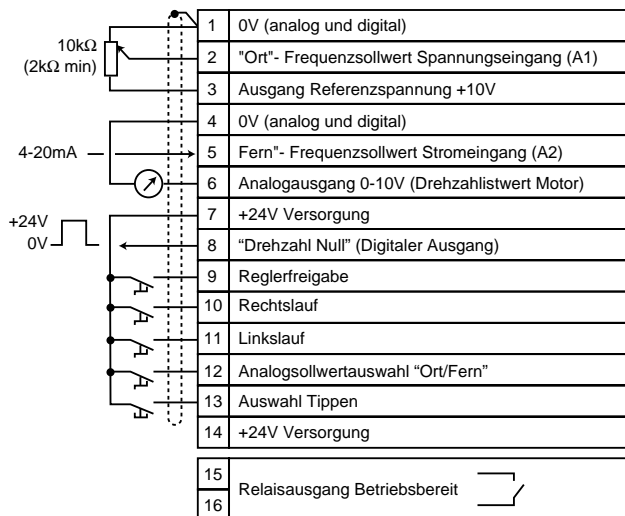 10kΩ
(2kΩ min)
4-20mA
+24V
0V
1 0V (analog und digital)
2 "Ort"- Frequenzsollwert Spannungseingang (A1)
3 Ausgang Referenzspannung +10V
4 0V (analog und digital)
5 Fern"- Frequenzsollwert Stromeingang (A2)
6 Analogausgang 0-10V (Drehzahlistwert Motor)
7 +24V Versorgung
8 “Drehzahl Null” (Digitaler Ausgang)
9 Reglerfreigabe
10 Rechtslauf
11 Linkslauf
12 Analogsollwertauswahl “Ort/Fern”
13 Auswahl Tippen
14 +24V Versorgung
15
Relaisausgang Betriebsbereit
16